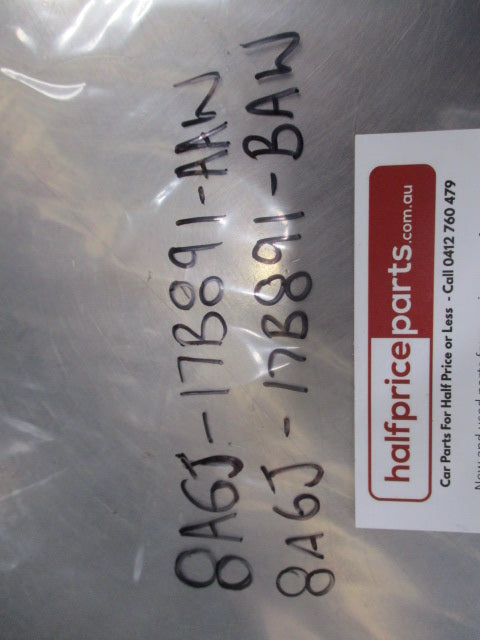 8A6J-17B891-AAW
8A6J-17B891-BAW
halfpriceparts.com.au
Car Parts For Half Price or Less - Call 0412 760 479